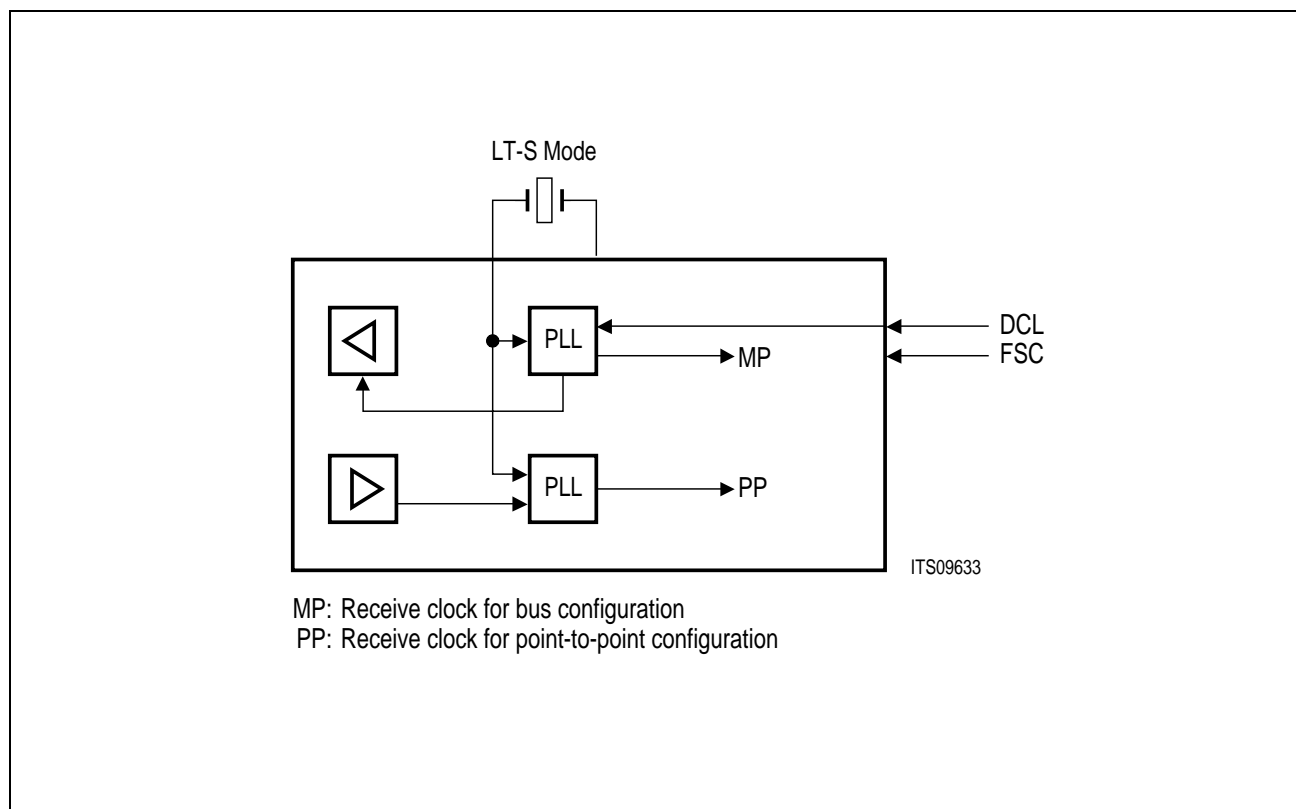 LT-S Mode
DCL
PLL
FSC
MP
PLL
PP
ITS09633
MP: Receive clock for bus configuration
PP: Receive clock for point-to-point configuration